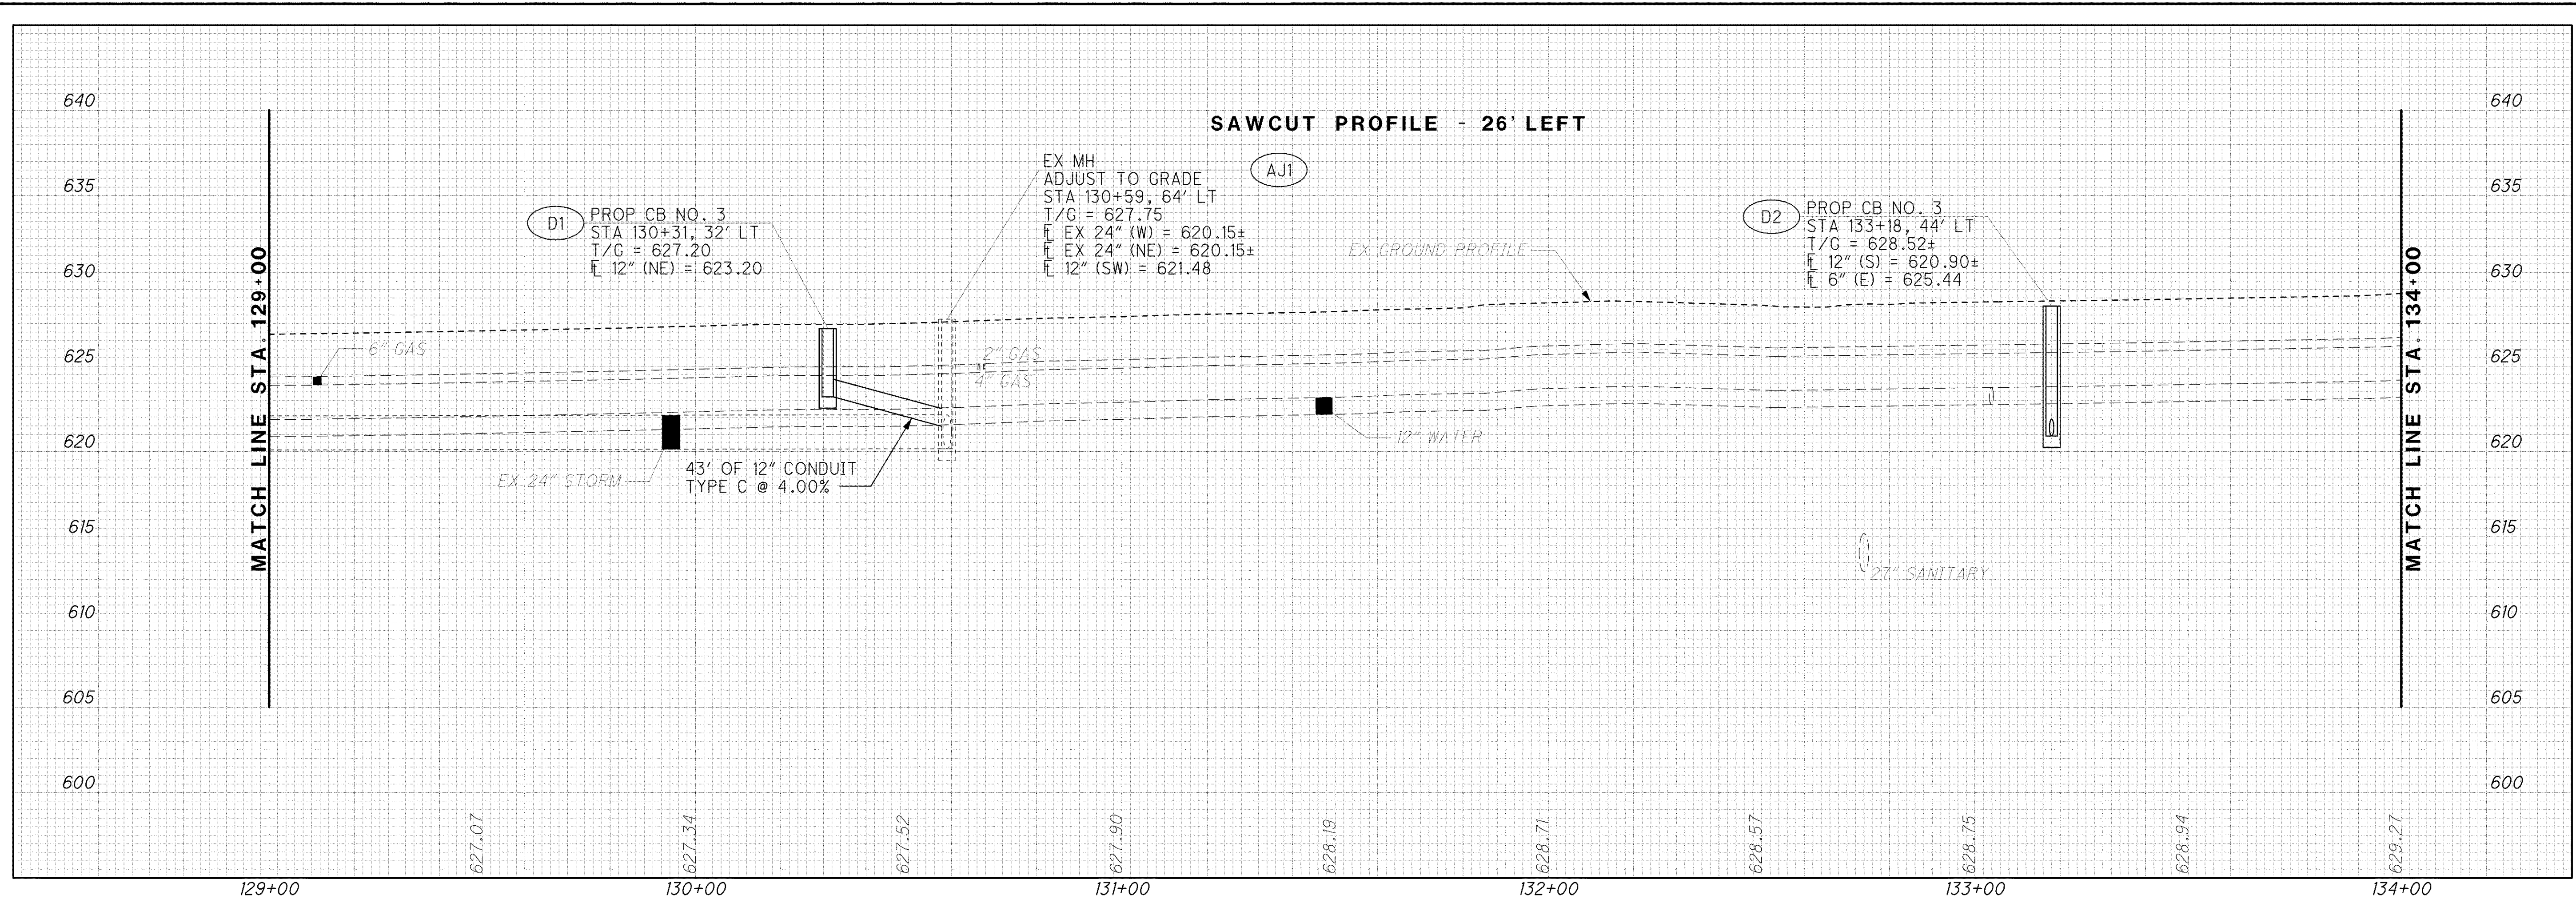 SAWCUT PROFILE - 26' LEFT
640
635
630
625
620
615
610
605
600
MATCH LINE STA. 129+00
D1
PROP CB NO. 3
STA 130+31, 32' LT
T/G = 627.20
℄ 12" (NE) = 623.20
EX MH
ADJUST TO GRADE
STA 130+59, 64' LT
T/G = 627.75
℄ EX 24" (W) = 620.15±
℄ EX 24" (NE) = 620.15±
℄ 12" (SW) = 621.48
AJ1
EX GROUND PROFILE
D2
PROP CB NO. 3
STA 133+18, 44' LT
T/G = 628.52±
℄ 12" (S) = 620.90±
℄ 6" (E) = 625.44
6" GAS
2" GAS
4" GAS
12" WATER
EX 24" STORM
43' OF 12" CONDUIT
TYPE C @ 4.00%
27" SANITARY
MATCH LINE STA. 134+00
640
635
630
625
620
615
610
605
600
627.07
627.34
627.52
627.90
628.19
628.71
628.57
628.75
628.94
629.27
129+00
130+00
131+00
132+00
133+00
134+00